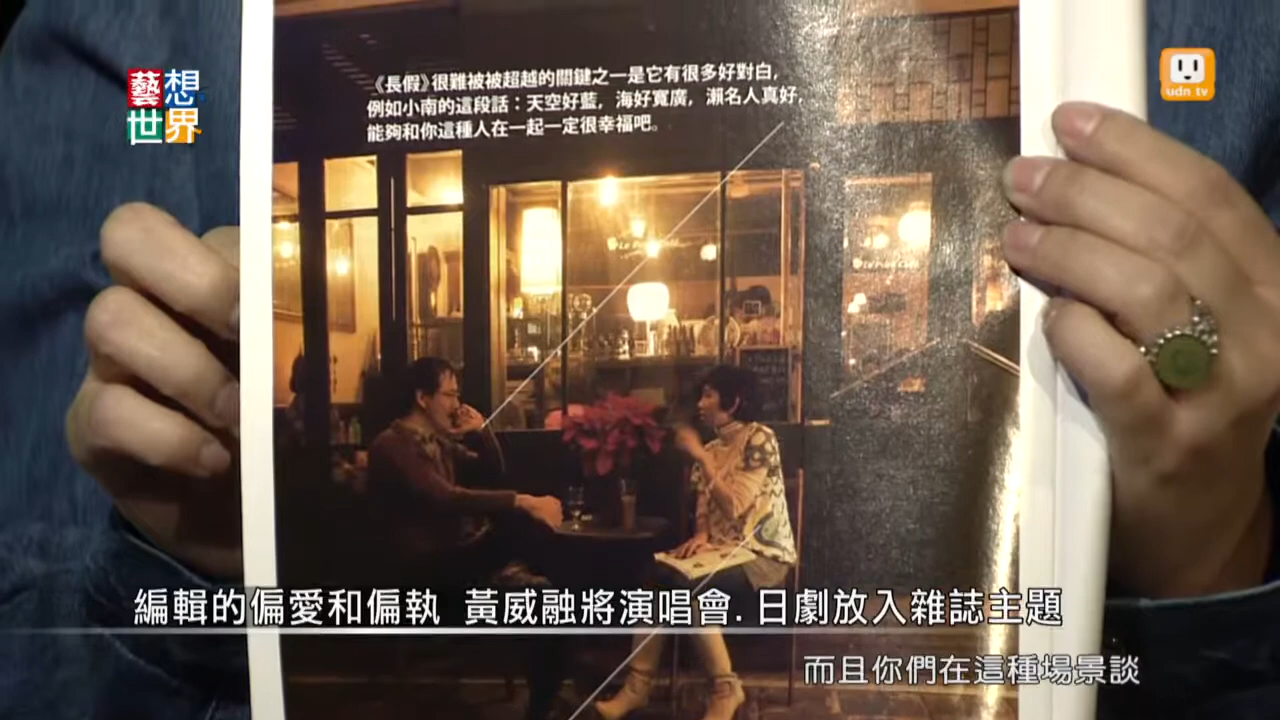 藝想
世界
udn tv
《長假》很難被被超越的關鍵之一是它有很多好對白，
例如小南的這段話：天空好藍，海好寬廣，瀨名人真好，
能夠和你這種人在一起一定很幸福吧。
編輯的偏愛和偏執 黃威融將演唱會.日劇放入雜誌主題
而且你們在這種場景談